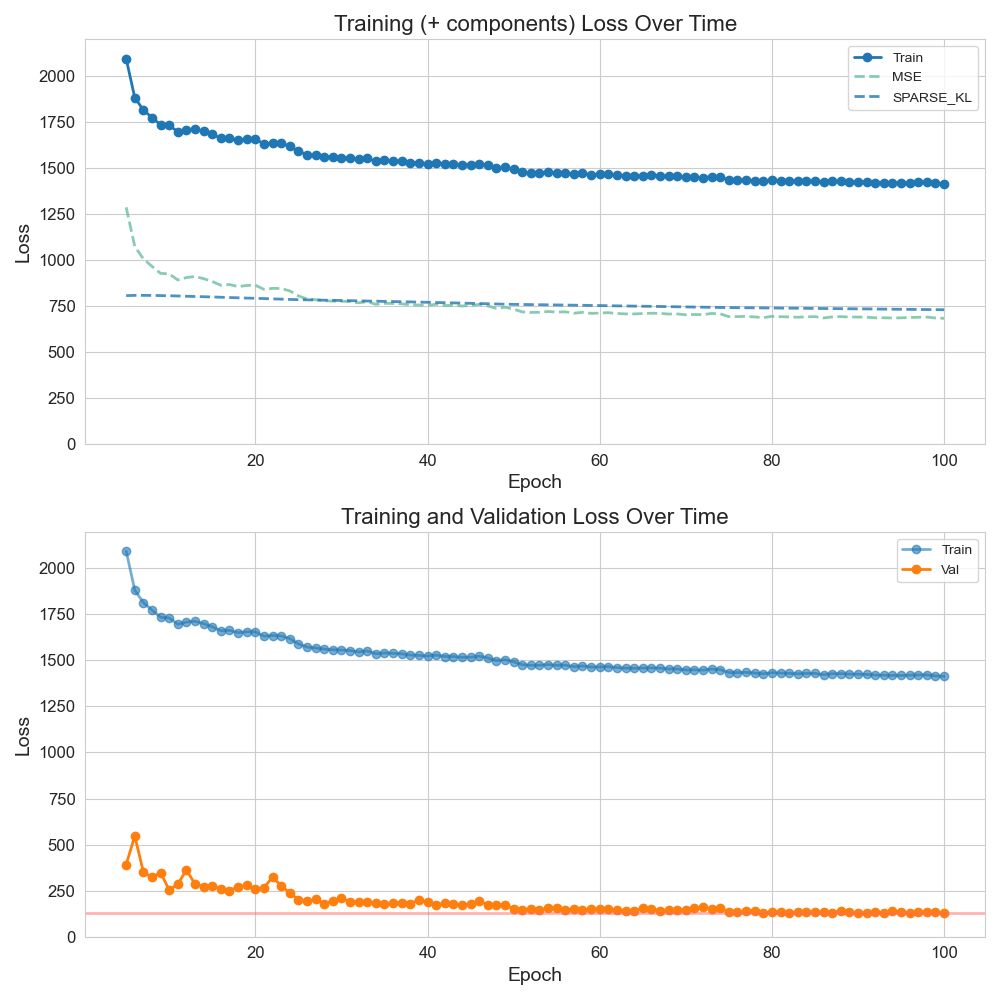 Training (+ components) Loss Over Time
Train
MSE
SPARSE_KL
Loss
2000
1750
1500
1250
1000
750
500
250
0
20 40 60 80 100
Epoch
Training and Validation Loss Over Time
Train
Val
Loss
2000
1750
1500
1250
1000
750
500
250
0
20 40 60 80 100
Epoch